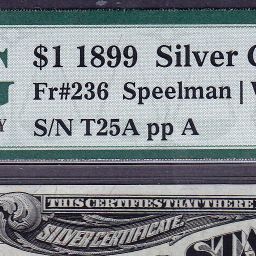 $1 1899 Silver C
Fr#236 Speelman | W
S/N T25A pp A
THIS CERTIFIES THAT THERE
SILVER CERTIFICATE.